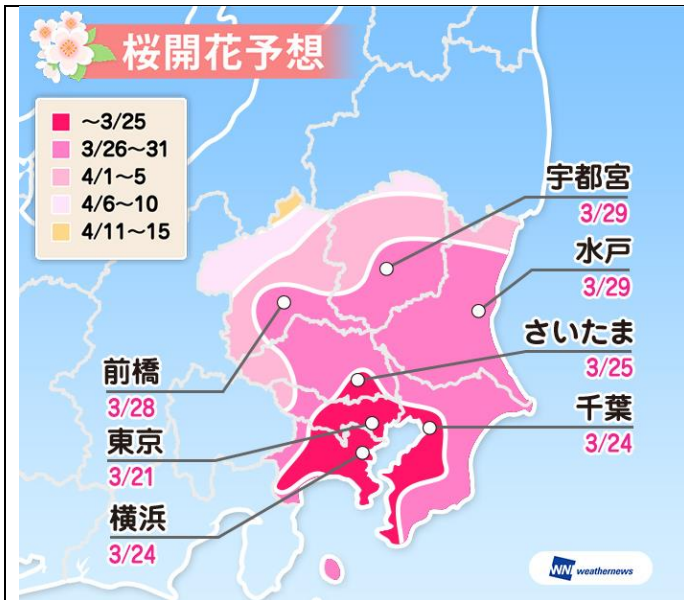 桜開花予想
～3/25
3/26～31
4/1～5
4/6～10
4/11～15
宇都宮
3/29
水戸
3/29
さいたま
3/25
千葉
3/24
前橋
3/28
東京
3/21
横浜
3/24
WNI weathernews